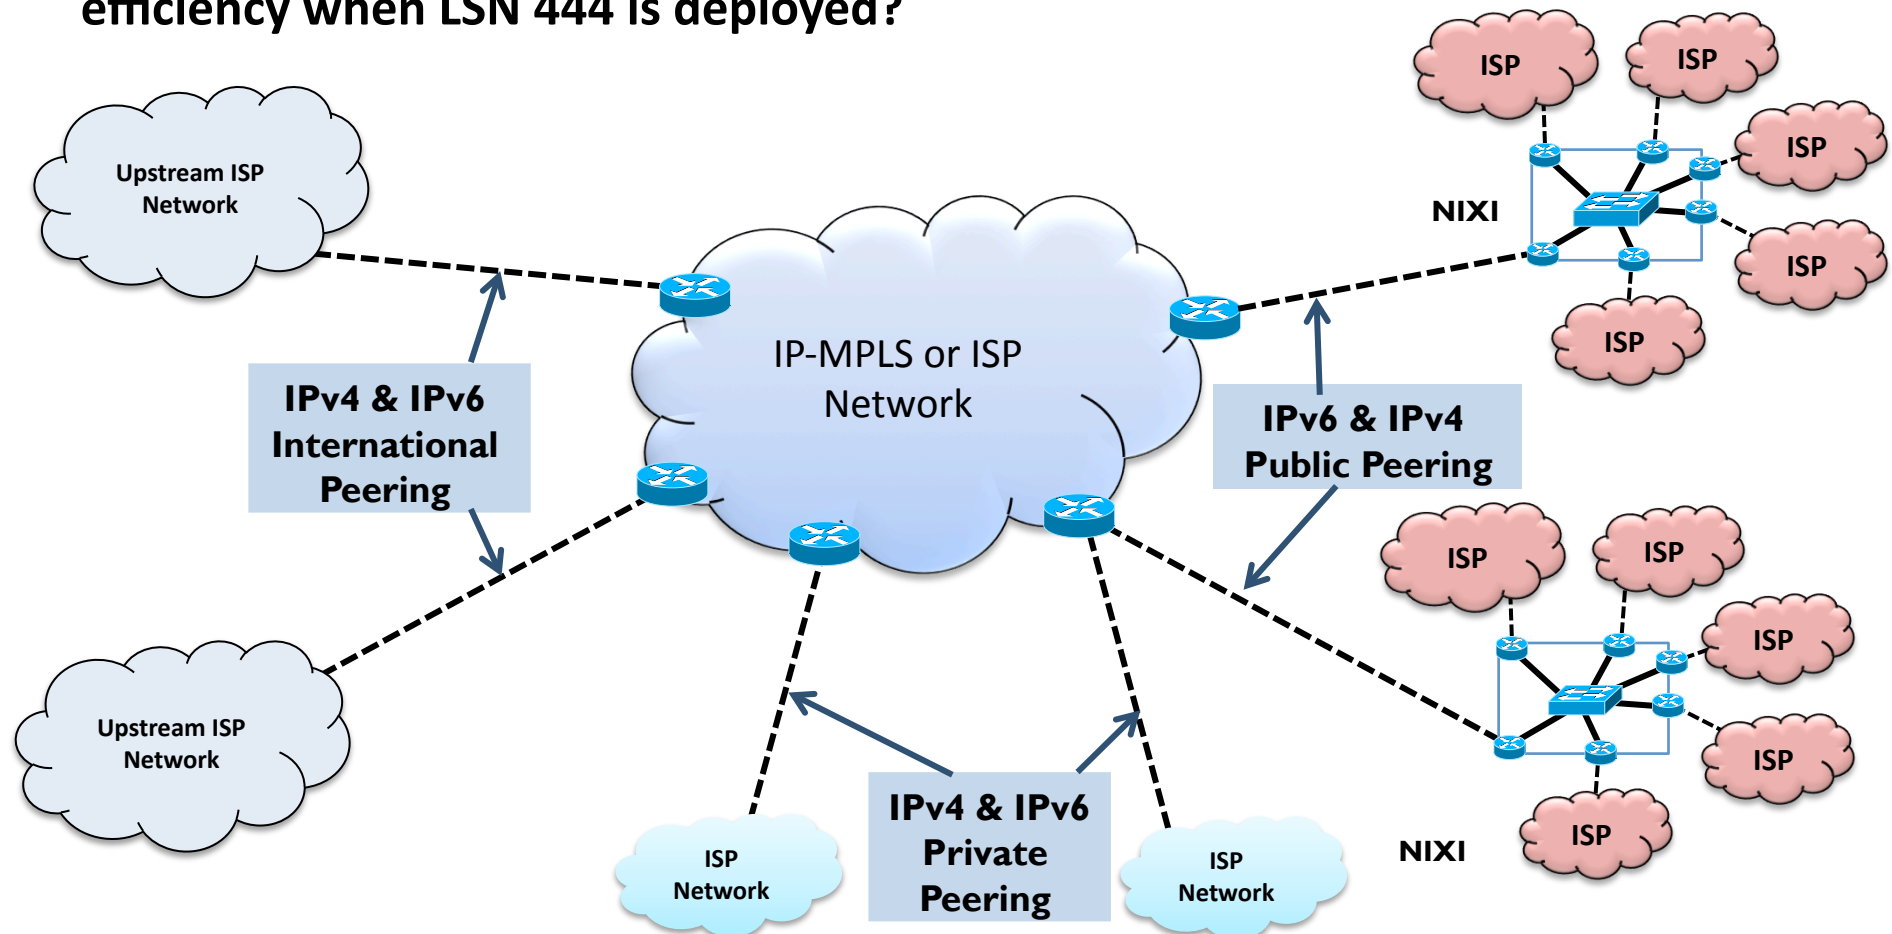 efficiency when LSN 444 is deployed?
ISP
ISP
ISP
ISP
ISP
NIXI
Upstream ISP
Network
IP-MPLS or ISP
Network
IPv4 & IPv6
International
Peering
IPv6 & IPv4
Public Peering
Upstream ISP
Network
ISP
ISP
ISP
ISP
ISP
NIXI
IPv4 & IPv6
Private
Peering
ISP
Network
ISP
Network